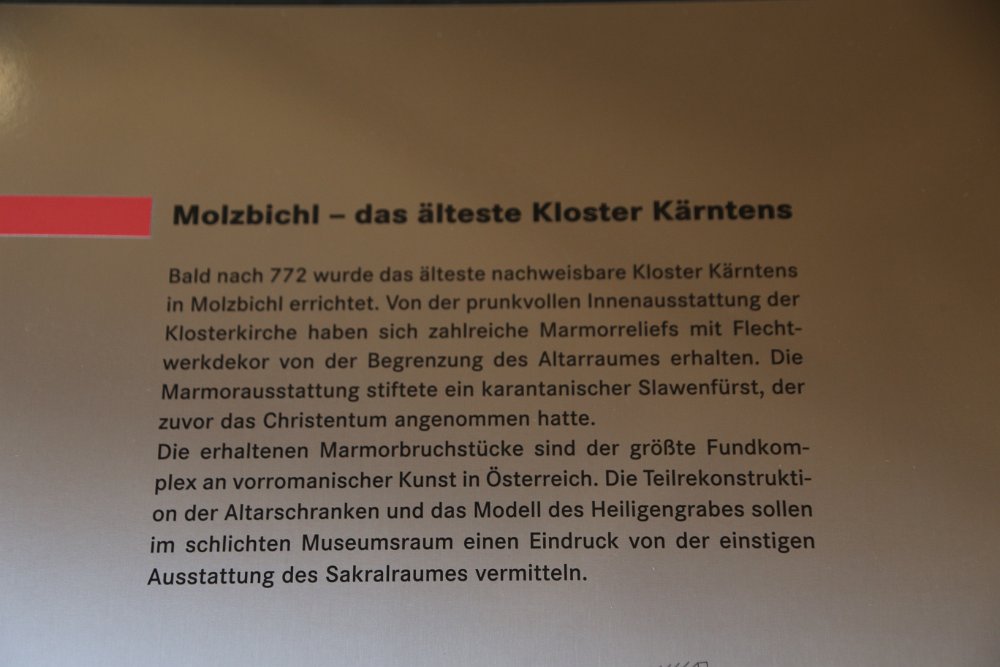 Molzbichl – das älteste Kloster Kärntens
Bald nach 772 wurde das älteste nachweisbare Kloster Kärntens
in Molzbichl errichtet. Von der prunkvollen Innenausstattung der
Klosterkirche haben sich zahlreiche Marmorreliefs mit Flecht-
werkdekor von der Begrenzung des Altarraumes erhalten. Die
Marmorausstattung stiftete ein karantanischer Slawenfürst, der
zuvor das Christentum angenommen hatte.
Die erhaltenen Marmorbruchstücke sind der größte Fundkom-
plex an vorromanischer Kunst in Österreich. Die Teilrekonstrukti-
on der Altarschranken und das Modell des Heiligengrabes sollen
im schlichten Museumsraum einen Eindruck von der einstigen
Ausstattung des Sakralraumes vermitteln.